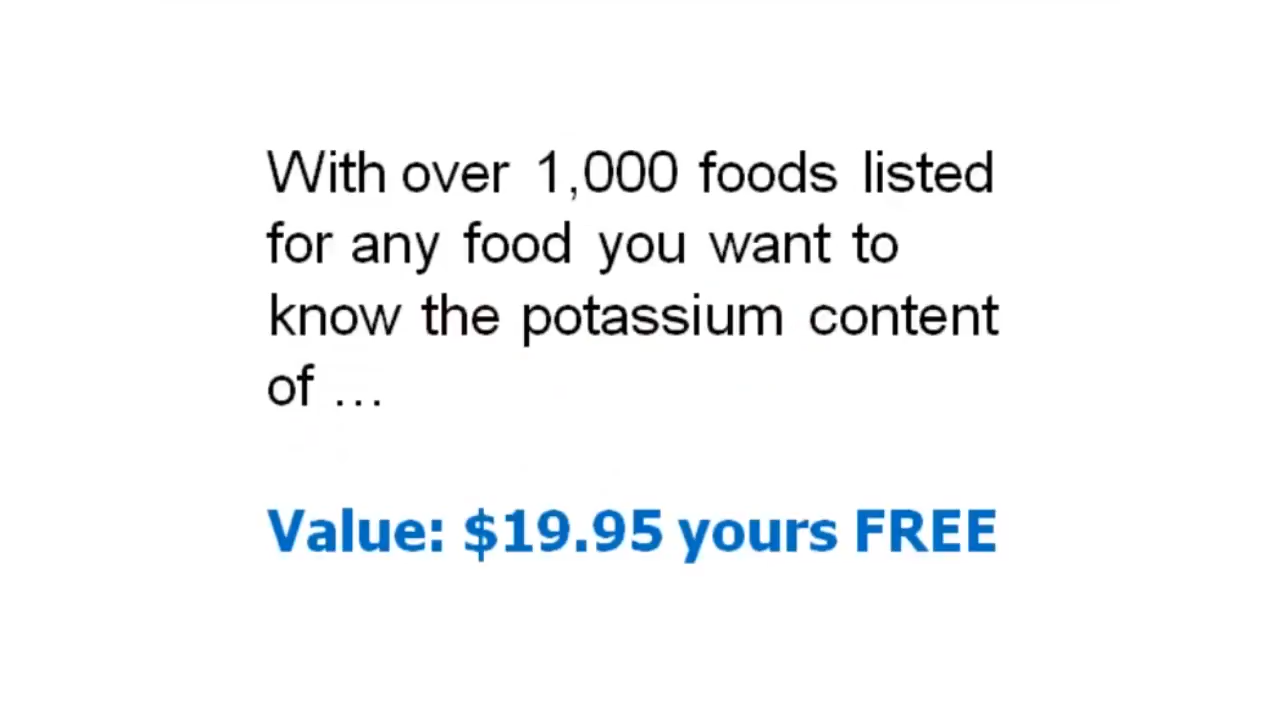 With over 1,000 foods listed
for any food you want to
know the potassium content
of …
Value: $19.95 yours FREE